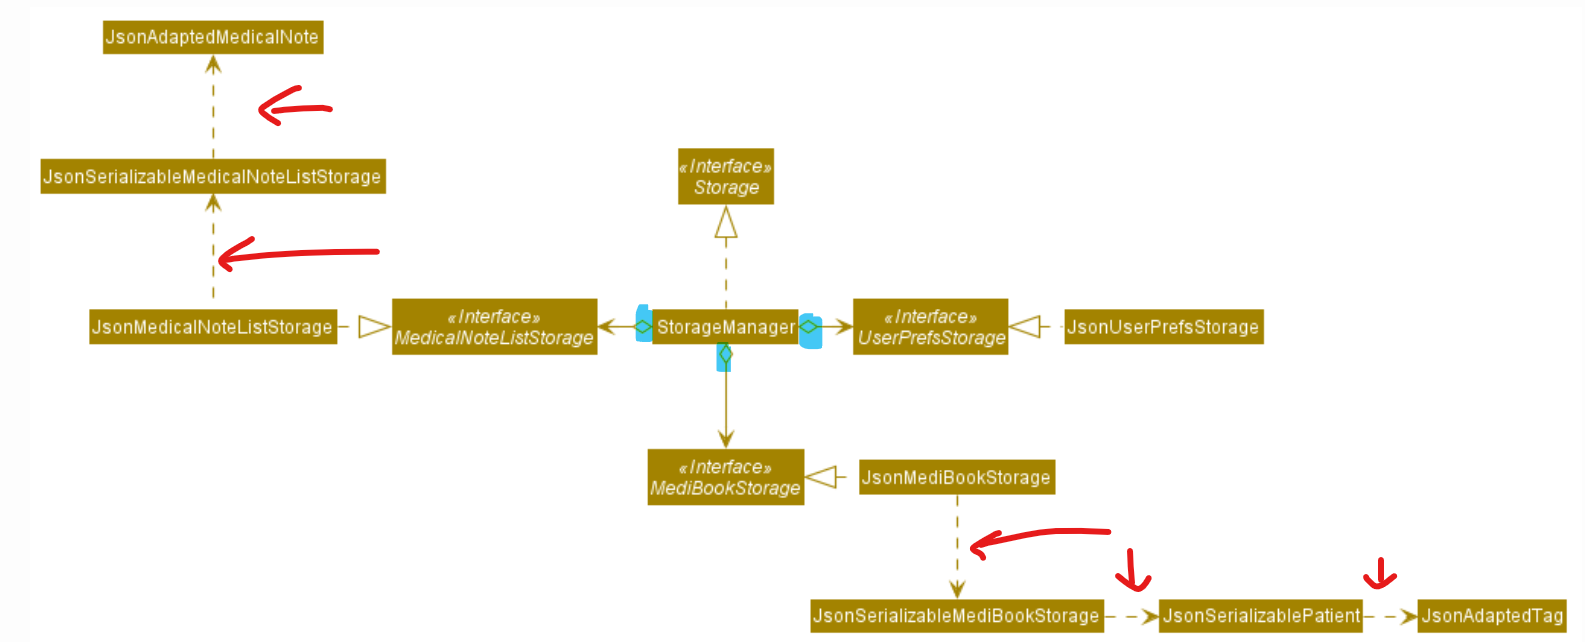 JsonAdaptedMedicalNote
JsonSerializableMedicalNoteListStorage
«Interface»
Storage
JsonMedicalNoteListStorage
«Interface»
MedicalNoteListStorage
StorageManager
«Interface»
UserPrefsStorage
JsonUserPrefsStorage
«Interface»
MediBookStorage
JsonMediBookStorage
JsonSerializableMediBookStorage
JsonSerializablePatient
JsonAdaptedTag